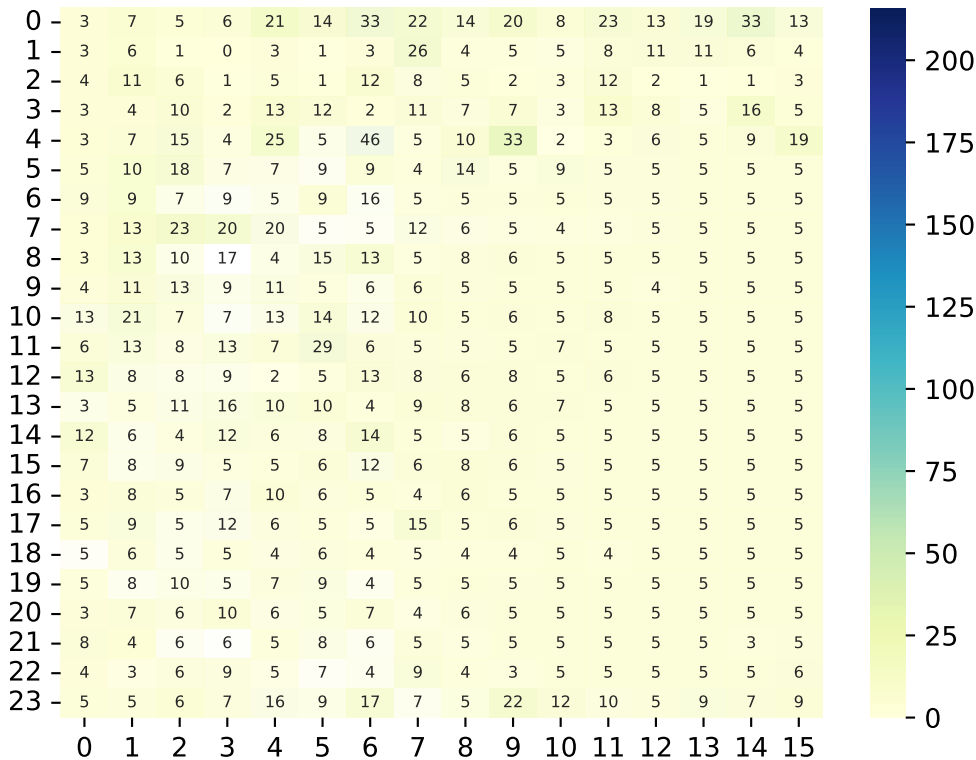 0 3 7 5 6 21 14 33 22 14 20 8 23 13 19 33 13
1 3 6 1 0 3 1 3 26 4 5 5 8 11 11 6 4
2 4 11 6 1 5 1 12 8 5 2 3 12 2 1 1 3
3 3 4 10 2 13 12 2 11 7 7 3 13 8 5 16 5
4 3 7 15 4 25 5 46 5 10 33 2 3 6 5 9 19
5 5 10 18 7 7 9 9 4 14 5 9 5 5 5 5 5
6 9 9 7 9 5 9 16 5 5 5 5 5 5 5 5 5
7 3 13 23 20 20 5 5 12 6 5 4 5 5 5 5 5
8 3 13 10 17 4 15 13 5 8 6 5 5 5 5 5 5
9 4 11 13 9 11 5 6 6 5 5 5 5 4 5 5 5
10 13 21 7 7 13 14 12 10 5 6 5 8 5 5 5 5
11 6 13 8 13 7 29 6 5 5 5 7 5 5 5 5 5
12 13 8 8 9 2 5 13 8 6 8 5 6 5 5 5 5
13 3 5 11 16 10 10 4 9 8 6 7 5 5 5 5 5
14 12 6 4 12 6 8 14 5 5 6 5 5 5 5 5 5
15 7 8 9 5 5 6 12 6 8 6 5 5 5 5 5 5
16 3 8 5 7 10 6 5 4 6 5 5 5 5 5 5 5
17 5 9 5 12 6 5 5 15 5 6 5 5 5 5 5 5
18 5 6 5 5 4 6 4 5 4 4 5 4 5 5 5 5
19 5 8 10 5 7 9 4 5 5 5 5 5 5 5 5 5
20 3 7 6 10 6 5 7 4 6 5 5 5 5 5 5 5
21 8 4 6 6 5 8 6 5 5 5 5 5 5 5 3 5
22 4 3 6 9 5 7 4 9 4 3 5 5 5 5 5 6
23 5 5 6 7 16 9 17 7 5 22 12 10 5 9 7 9
0 1 2 3 4 5 6 7 8 9 10 11 12 13 14 15
200
175
150
125
100
75
50
25
0